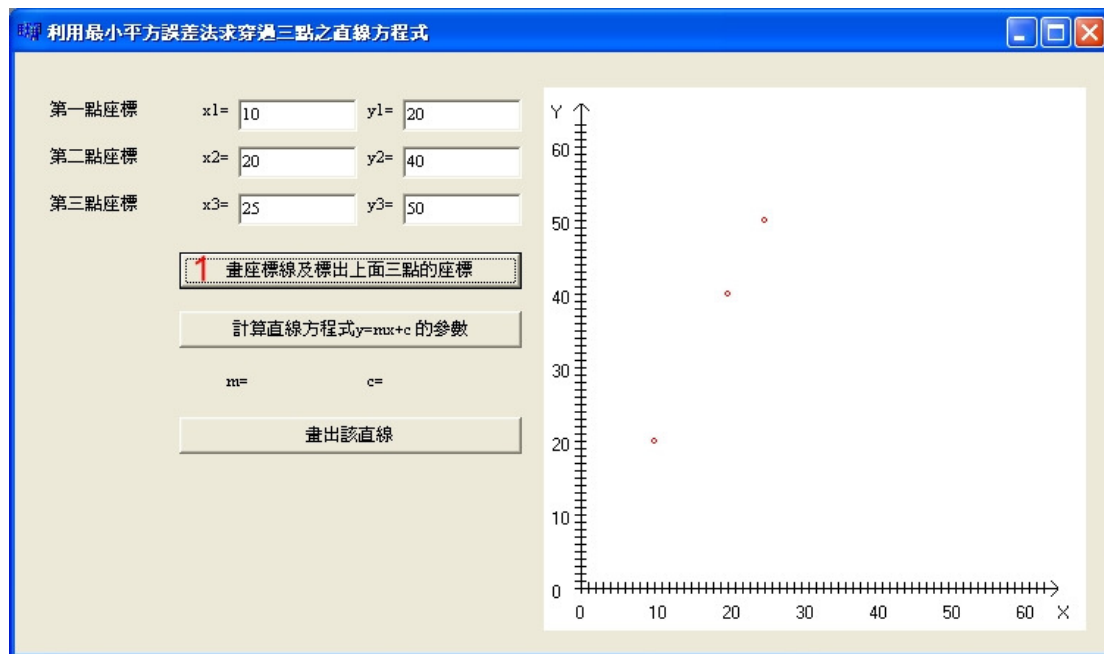 利用最小平方誤差法求穿過三點之直線方程式
第一點座標 x1= 10 y1= 20
第二點座標 x2= 20 y2= 40
第三點座標 x3= 25 y3= 50
1 畫座標線及標出上面三點的座標
計算直線方程式y=mx+c 的參數
m= c=
畫出該直線
Y
60
50
40
30
20
10
0
0 10 20 30 40 50 60 X